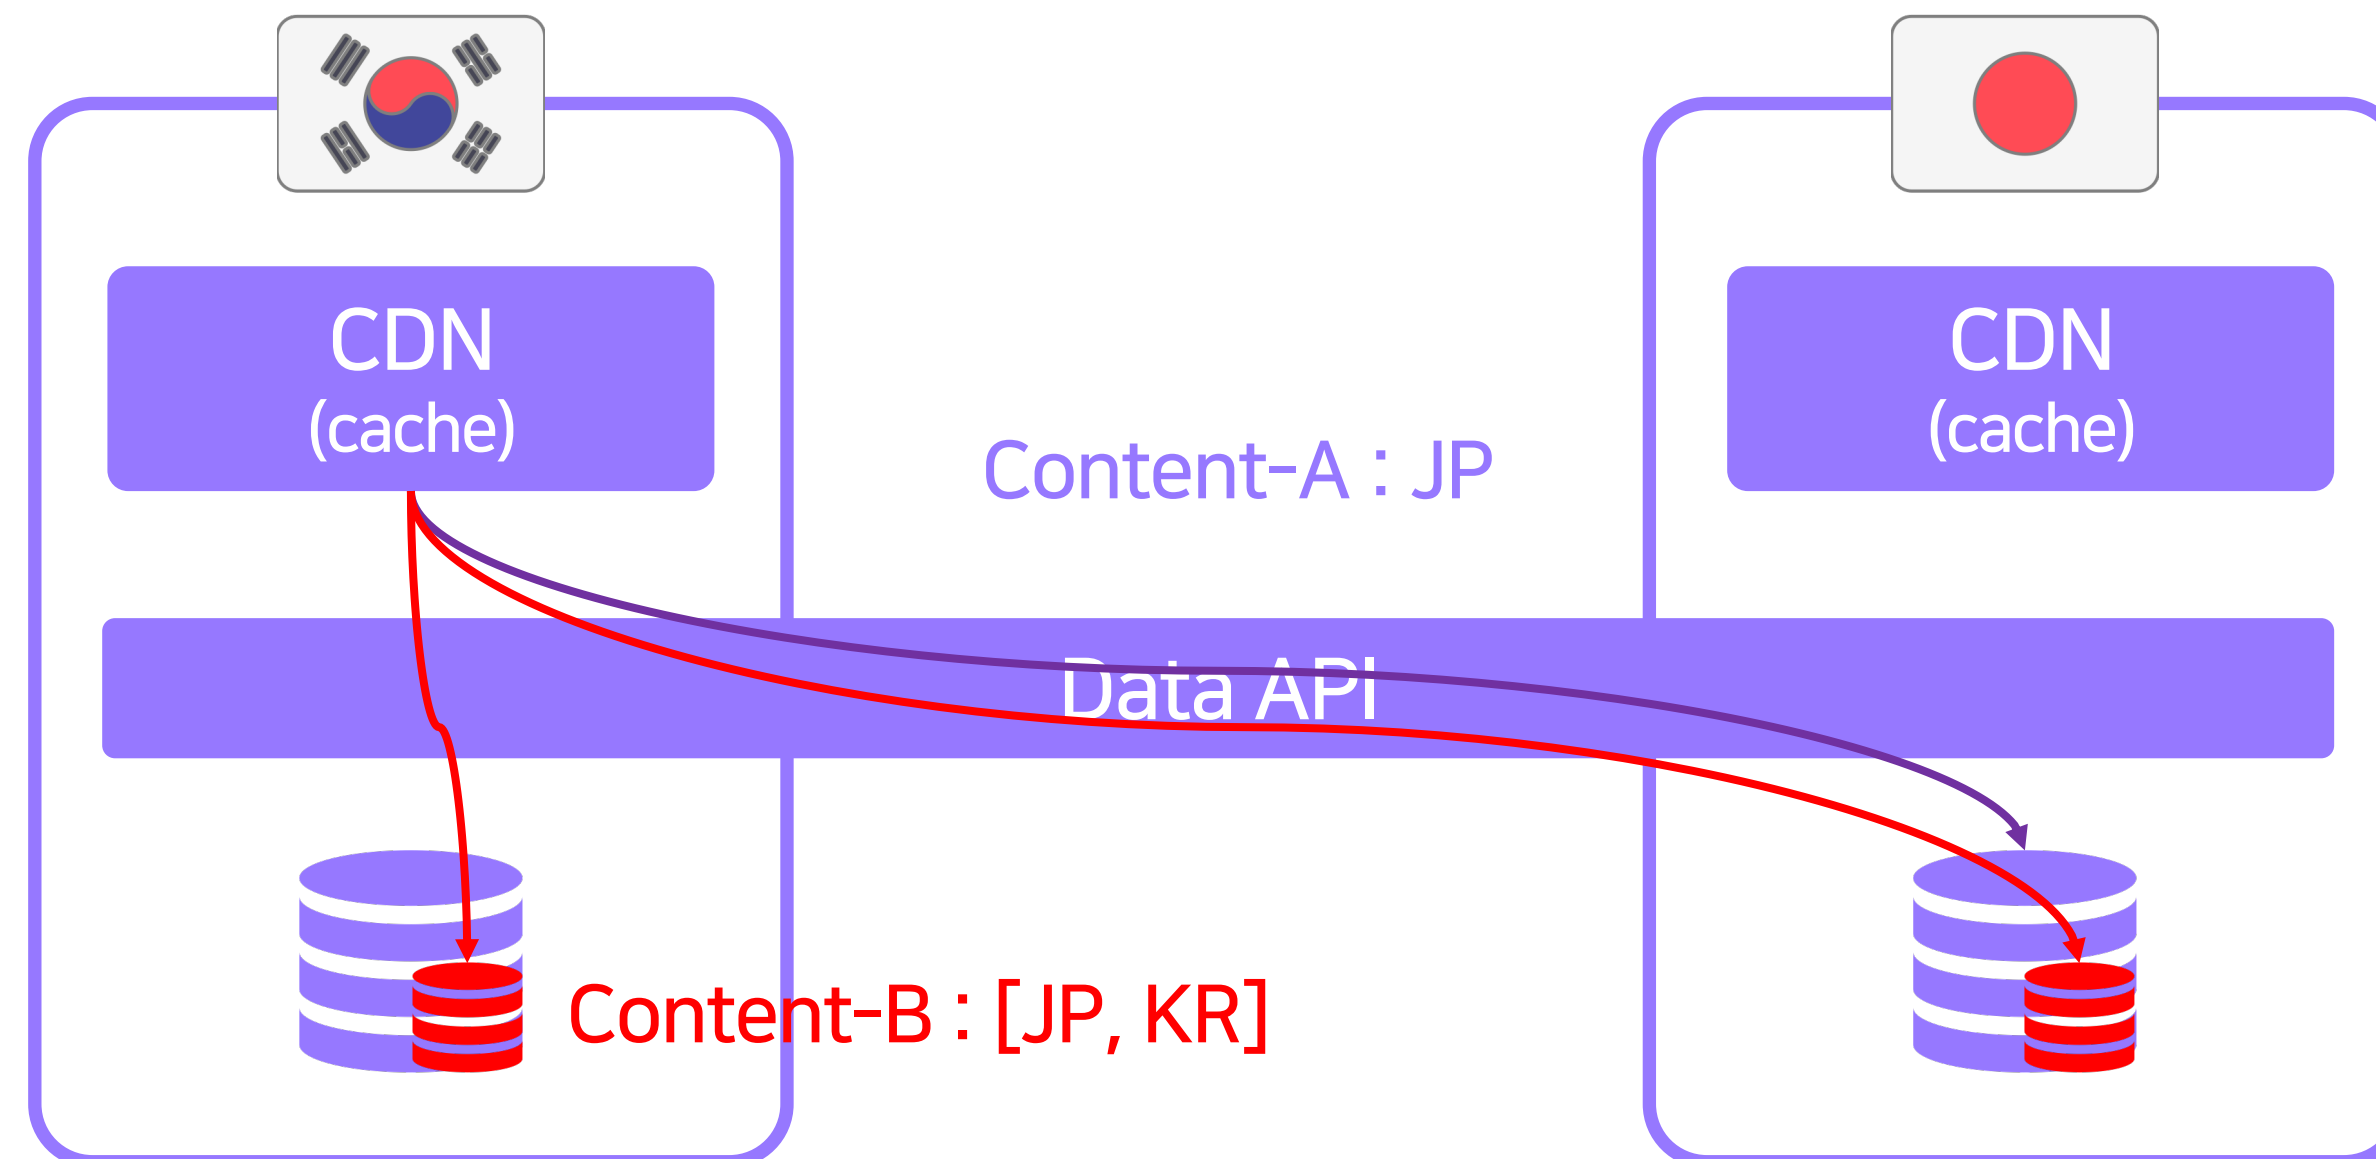 CDN
(cache)
CDN
(cache)
Content-A : JP
Data API
Content-B : [JP, KR]